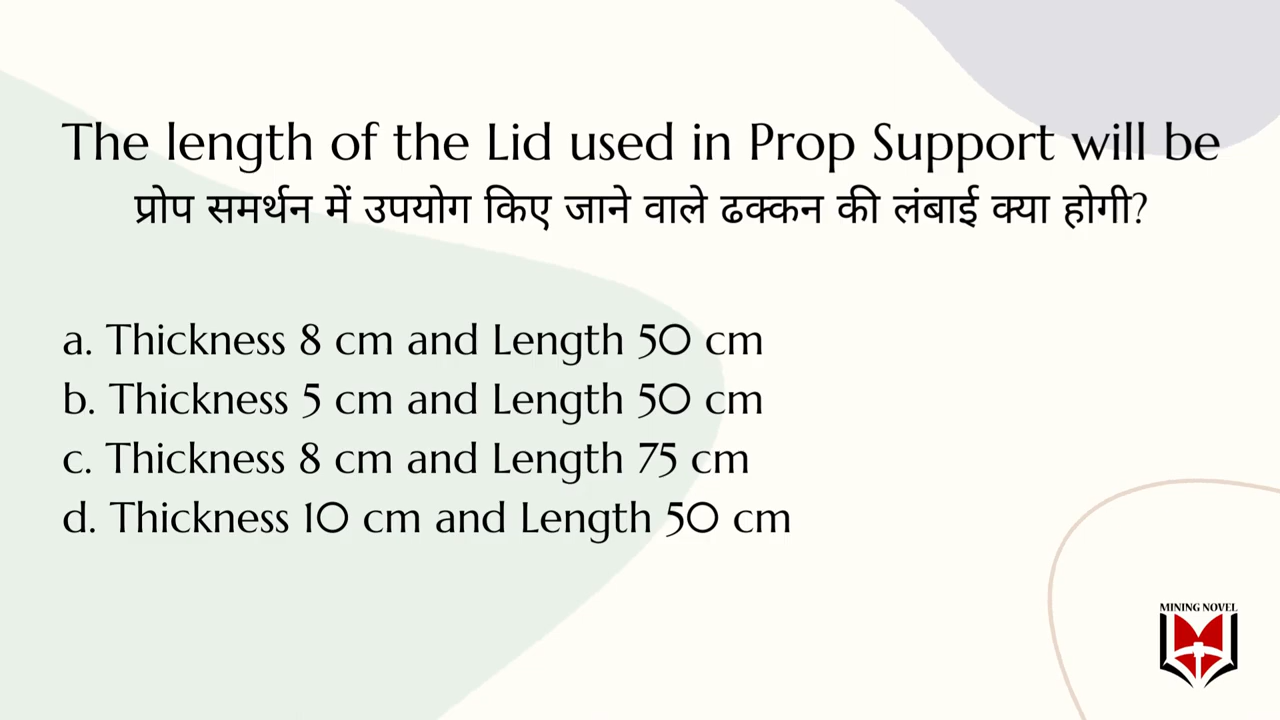 The length of the Lid used in Prop Support will be
प्रोप समर्थन में उपयोग किए जाने वाले ढक्कन की लंबाई क्या होगी?
a. Thickness 8 cm and Length 50 cm
b. Thickness 5 cm and Length 50 cm
c. Thickness 8 cm and Length 75 cm
d. Thickness 10 cm and Length 50 cm
MINING NOVEL